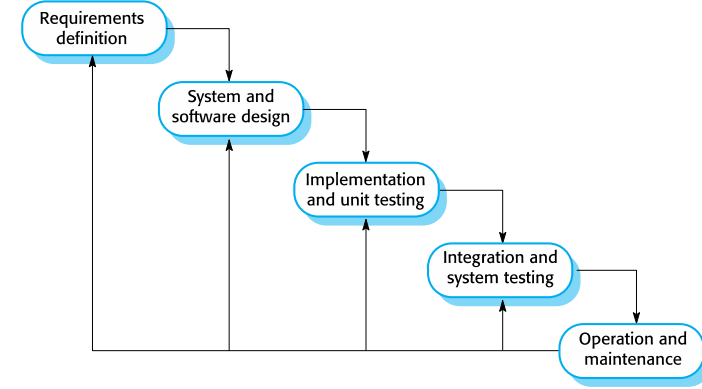 Requirements
definition
System and
software design
Implementation
and unit testing
Integration and
system testing
Operation and
maintenance